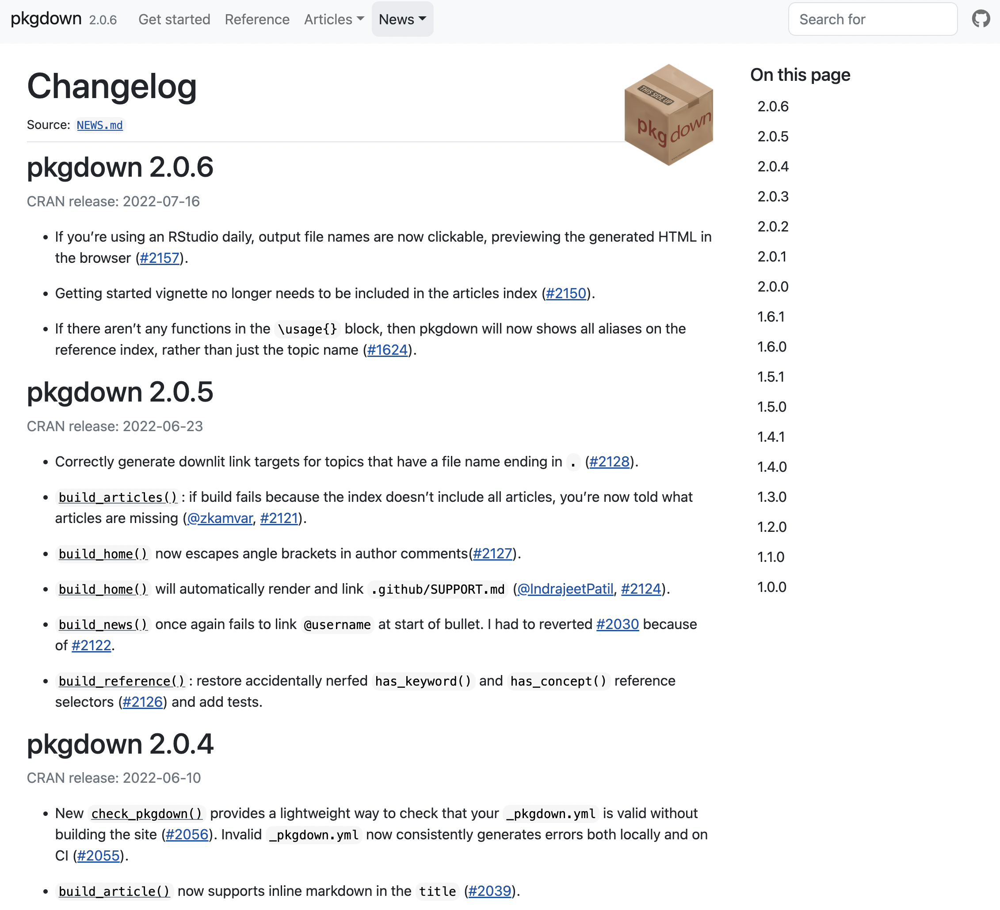 pkgdown 2.0.6 Get started Reference Articles News Search for
Changelog
Source: NEWS.md
THIS SIDE UP
pkgdown
pkgdown 2.0.6
CRAN release: 2022-07-16
• If you’re using an RStudio daily, output file names are now clickable, previewing the generated HTML in
the browser (#2157).
• Getting started vignette no longer needs to be included in the articles index (#2150).
• If there aren’t any functions in the \usage{} block, then pkgdown will now shows all aliases on the
reference index, rather than just the topic name (#1624).
pkgdown 2.0.5
CRAN release: 2022-06-23
• Correctly generate downlit link targets for topics that have a file name ending in . (#2128).
• build_articles(): if build fails because the index doesn’t include all articles, you’re now told what
articles are missing (@zkamvar, #2121).
• build_home() now escapes angle brackets in author comments(#2127).
• build_home() will automatically render and link .github/SUPPORT.md (@IndrajeetPatil, #2124).
• build_news() once again fails to link @username at start of bullet. I had to reverted #2030 because
of #2122.
• build_reference(): restore accidentally nerfed has_keyword() and has_concept() reference
selectors (#2126) and add tests.
pkgdown 2.0.4
CRAN release: 2022-06-10
• New check_pkgdown() provides a lightweight way to check that your _pkgdown.yml is valid without
building the site (#2056). Invalid _pkgdown.yml now consistently generates errors both locally and on
CI (#2055).
• build_article() now supports inline markdown in the title (#2039).
On this page
2.0.6
2.0.5
2.0.4
2.0.3
2.0.2
2.0.1
2.0.0
1.6.1
1.6.0
1.5.1
1.5.0
1.4.1
1.4.0
1.3.0
1.2.0
1.1.0
1.0.0